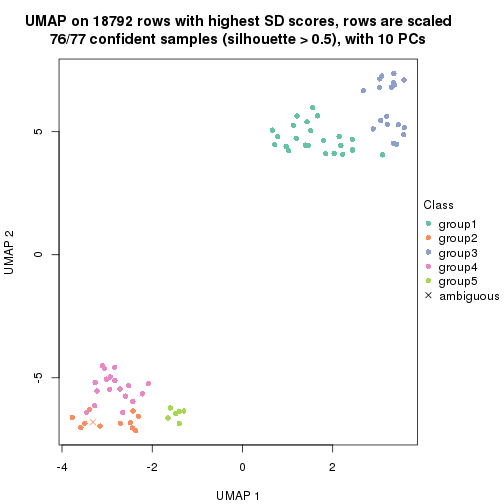 UMAP on 18792 rows with highest SD scores, rows are scaled
76/77 confident samples (silhouette > 0.5), with 10 PCs
UMAP 2
5
0
-5
-4
-2
0
2
UMAP 1
Class
group1
group2
group3
group4
group5
ambiguous